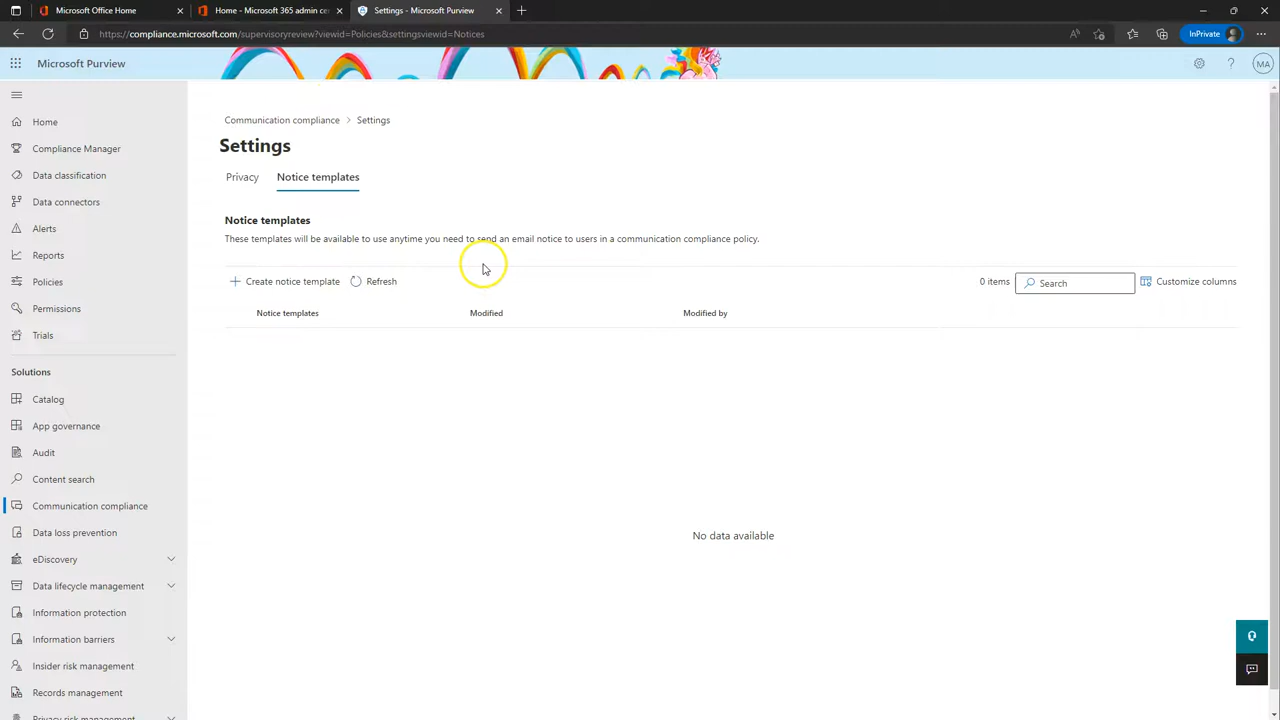 Microsoft Office Home
Home - Microsoft 365 admin cen
Settings - Microsoft Purview
https://compliance.microsoft.com/supervisoryreview?viewid=Policies&settingsviewid=Notices
InPrivate
Microsoft Purview
MA
Home
Compliance Manager
Data classification
Data connectors
Alerts
Reports
Policies
Permissions
Trials
Solutions
Catalog
App governance
Audit
Content search
Communication compliance
Data loss prevention
eDiscovery
Data lifecycle management
Information protection
Information barriers
Insider risk management
Records management
Privacy risk management
Communication compliance > Settings
Settings
Privacy
Notice templates
Notice templates
These templates will be available to use anytime you need to send an email notice to users in a communication compliance policy.
Create notice template
Refresh
0 items
Search
Customize columns
Notice templates
Modified
Modified by
No data available